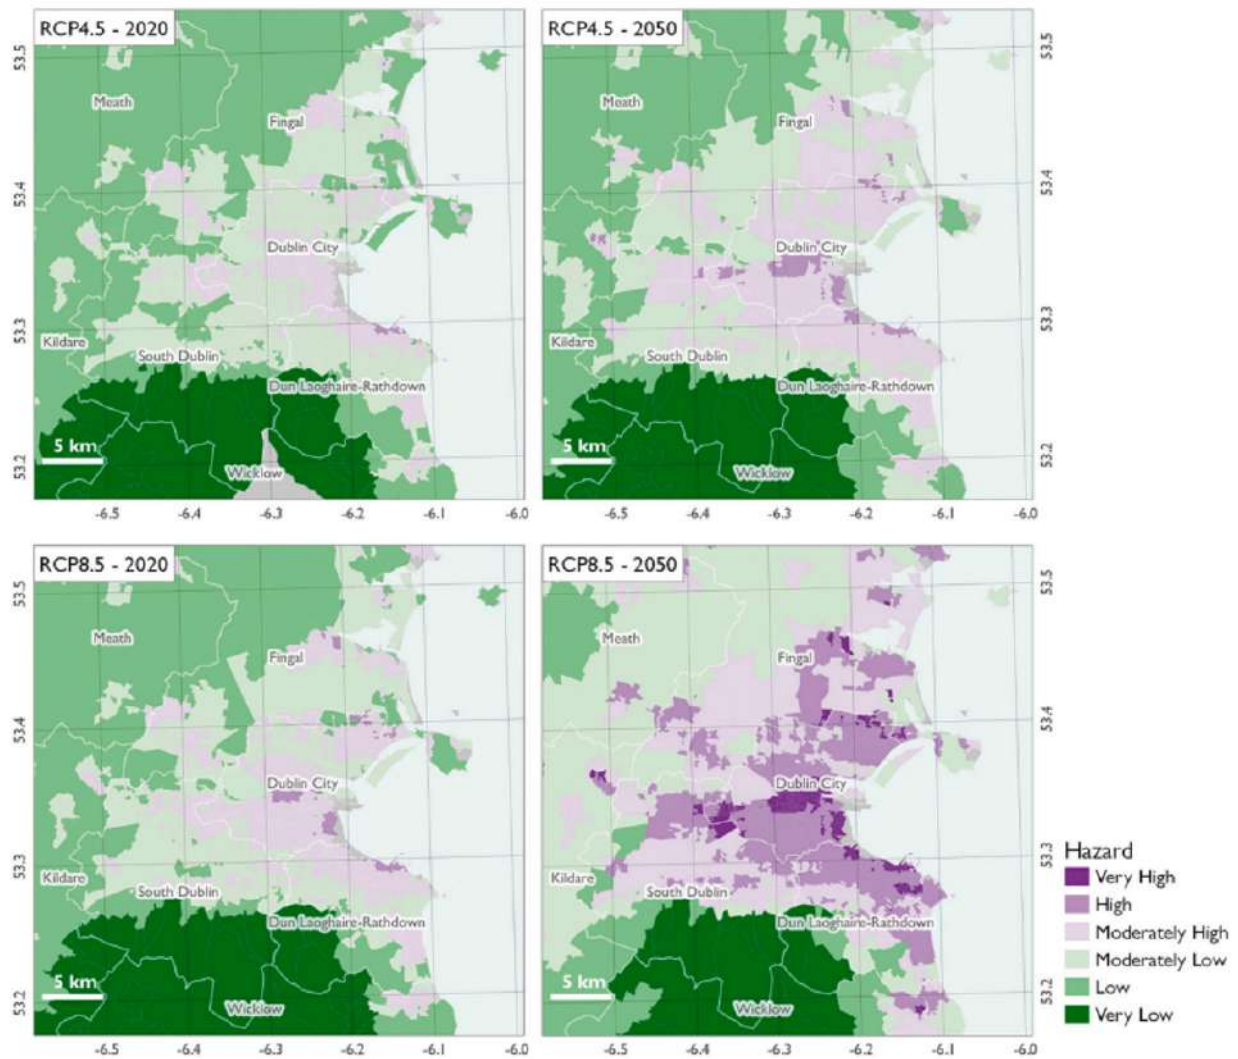 RCP4.5 - 2020
53.5
53.4
53.3
53.2
Meath
Fingal
Dublin City
Kildare
South Dublin
Dun Laoghaire-Rathdown
5 km
Wicklow
-6.5
-6.4
-6.3
-6.2
-6.1
-6.0
RCP4.5 - 2050
53.5
53.4
53.3
53.2
Meath
Fingal
Dublin City
Kildare
South Dublin
Dun Laoghaire-Rathdown
5 km
Wicklow
-6.5
-6.4
-6.3
-6.2
-6.1
-6.0
RCP8.5 - 2020
53.5
53.4
53.3
53.2
Meath
Fingal
Dublin City
Kildare
South Dublin
Dun Laoghaire-Rathdown
5 km
Wicklow
-6.5
-6.4
-6.3
-6.2
-6.1
-6.0
RCP8.5 - 2050
53.5
53.4
53.3
53.2
Meath
Fingal
Dublin City
Kildare
South Dublin
Dun Laoghaire-Rathdown
5 km
Wicklow
-6.5
-6.4
-6.3
-6.2
-6.1
-6.0
Hazard
Very High
High
Moderately High
Moderately Low
Low
Very Low